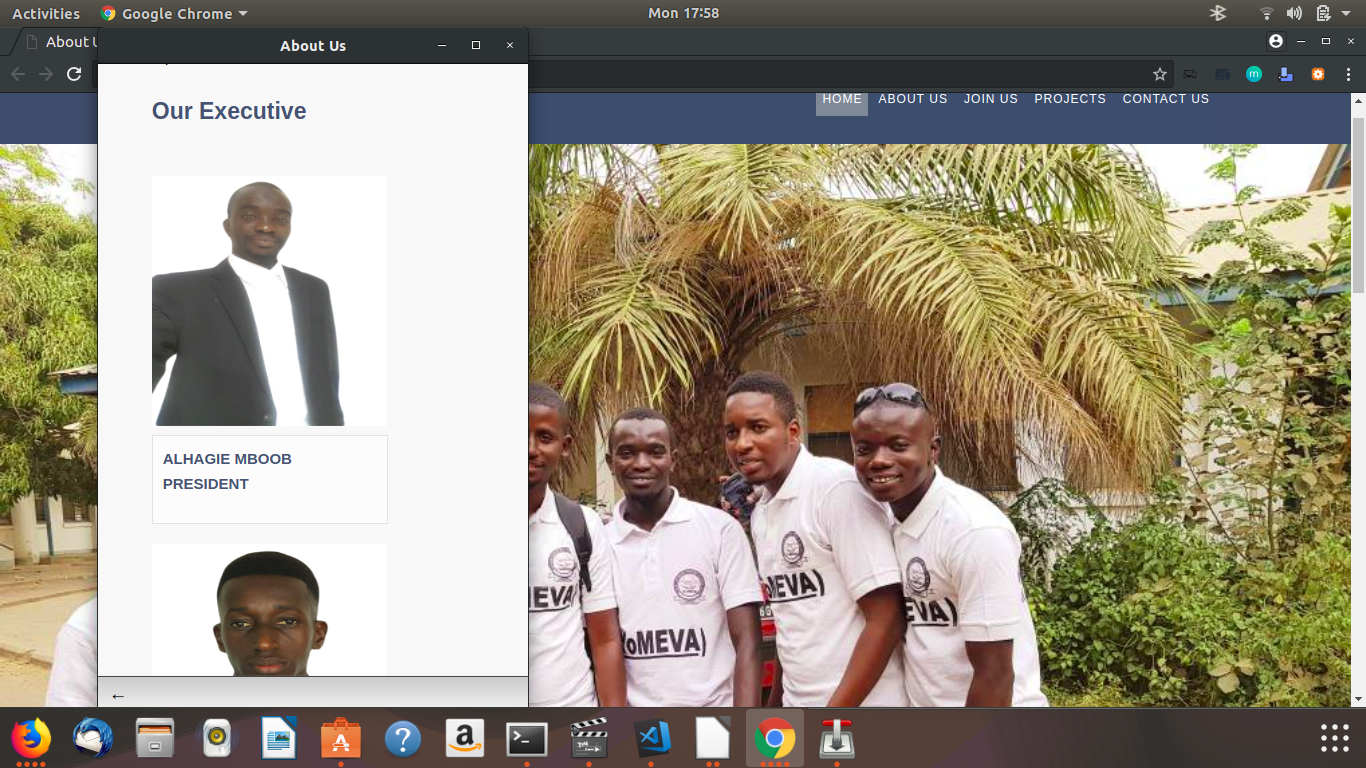 Activities Google Chrome Mon 17:58
About U
About Us
HOME ABOUT US JOIN US PROJECTS CONTACT US
Our Executive
ALHAGIE MBOOB
PRESIDENT
MEVA)
oMEVA)
MEVA)
EVA)